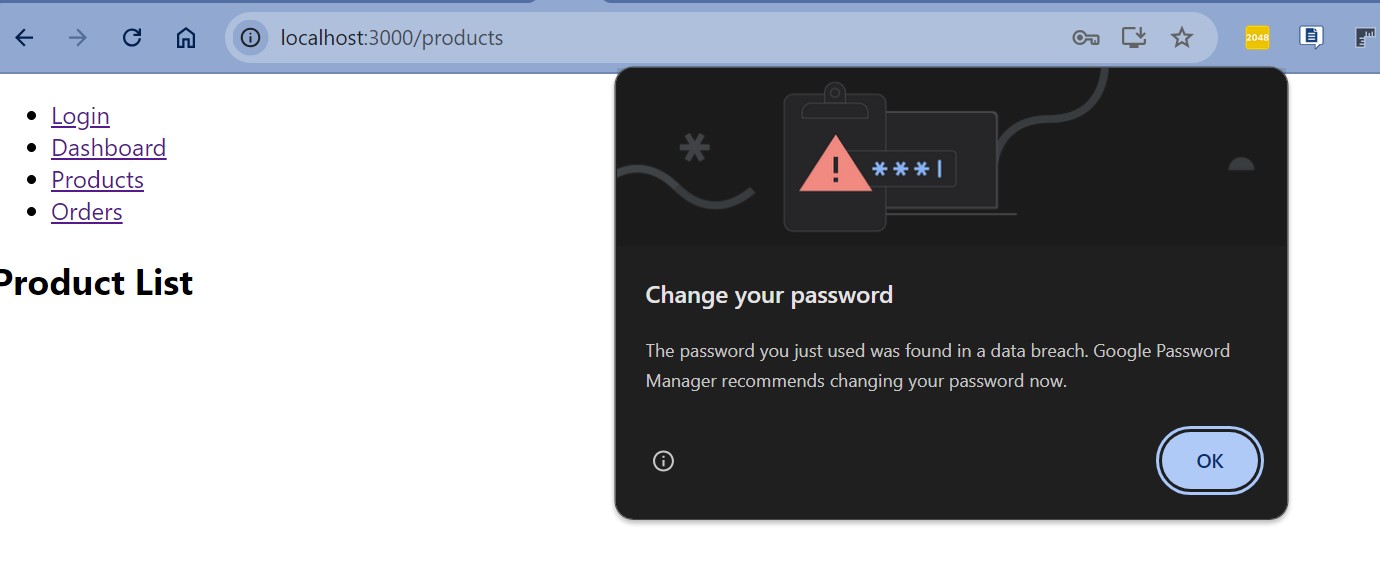 localhost:3000/products
2048
Login
Dashboard
Products
Orders
Product List
***|
Change your password
The password you just used was found in a data breach. Google Password
Manager recommends changing your password now.
OK